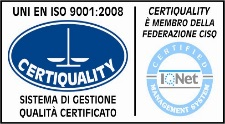 UNI EN ISO 9001:2008
CERTIQUALITY
SISTEMA DI GESTIONE
QUALITÀ CERTIFICATO
CERTIQUALITY
È MEMBRO DELLA
FEDERAZIONE CISQ
CERTIFIED
IQNet
MANAGEMENT SYSTEM